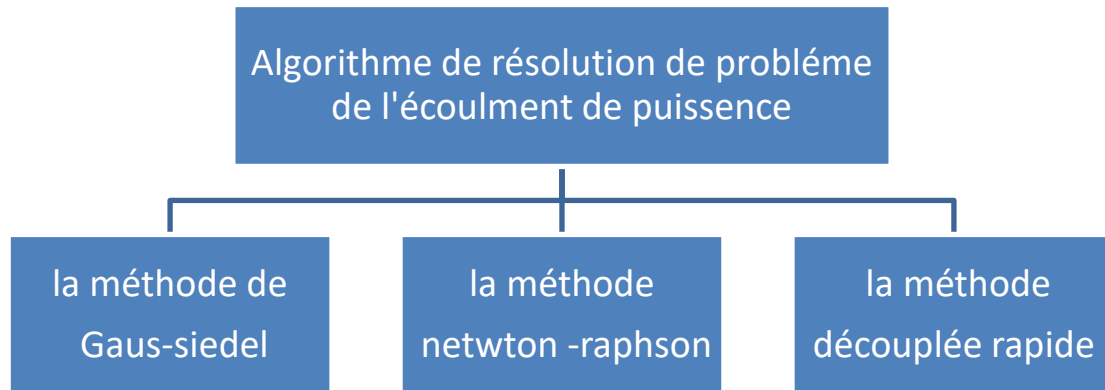 Algorithme de résolution de probléme
de l'écoulment de puissence
la méthode de
Gaus-siedel
la méthode
netwton -raphson
la méthode
découplée rapide